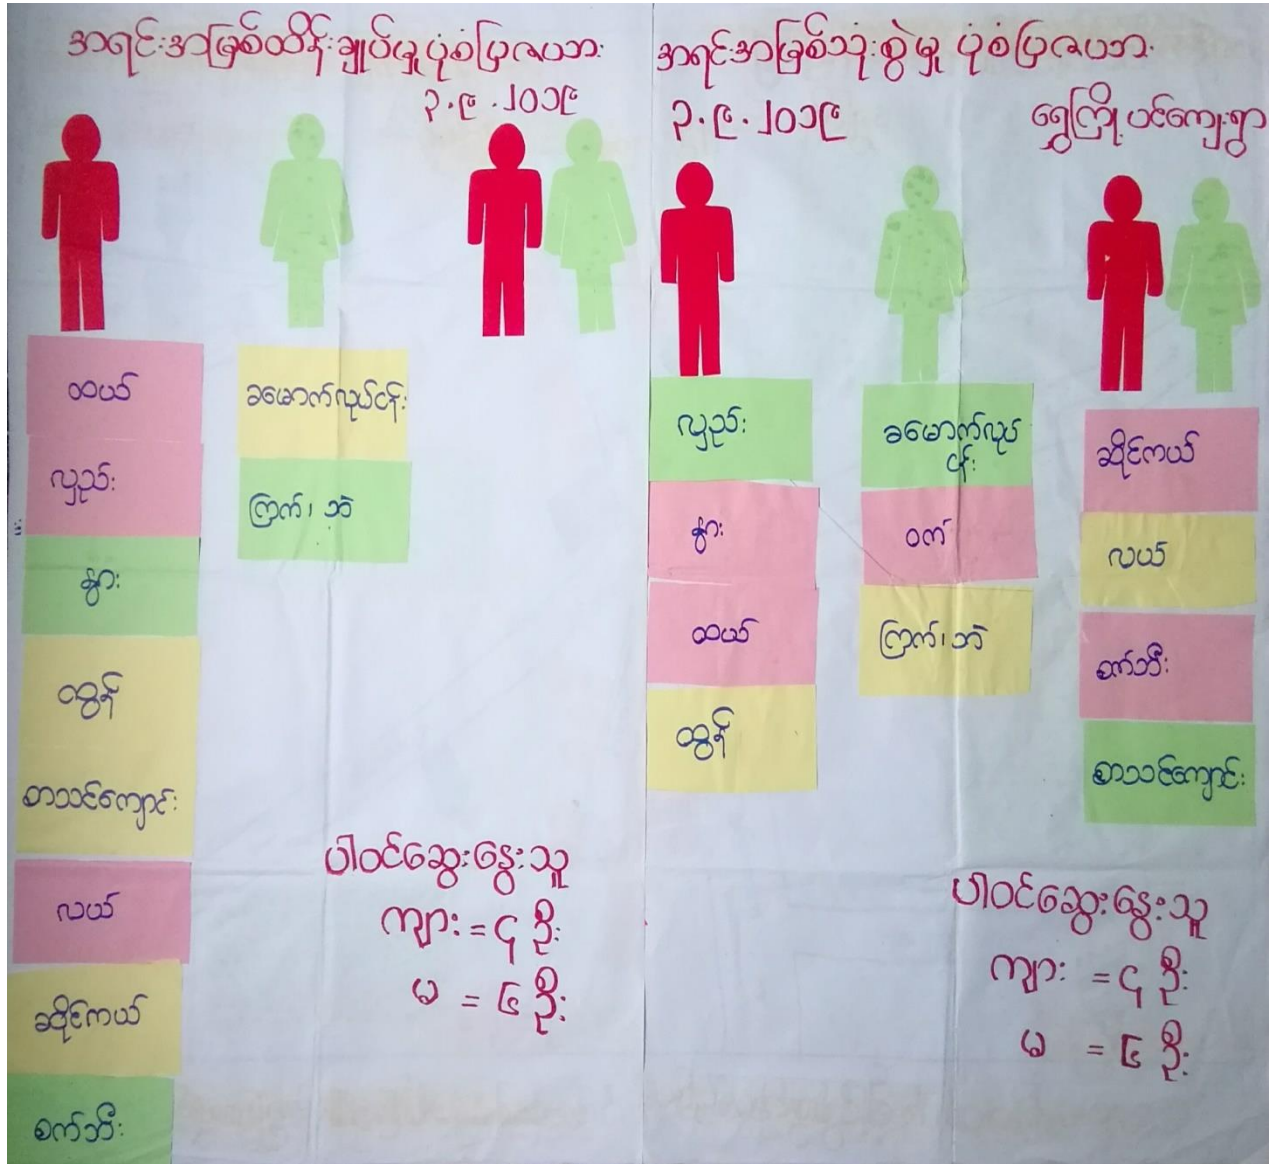 အရင်းအမြစ်ထိန်းချုပ်မှု ပုံစံပြဇယား
၃.၉.၂၀၁၉
ထယ်
လှည်း
နွား
ထွန်
စာသင်ကျောင်း
လယ်
ဆိုင်ကယ်
စက်ဘီး
ခမောက်လုပ်ငန်း
ကြက်၊ ဘဲ
ပါဝင်ဆွေးနွေးသူ
ကျား = ၄ ဦး
မ = ၆ ဦး
အရင်းအမြစ်သုံးစွဲမှု ပုံစံပြဇယား
၃.၉.၂၀၁၉
ရွှေကြို့ပင်ကျေးရွာ
လှည်း
နွား
ထယ်
ထွန်
ခမောက်လုပ်
ငန်း
ဝက်
ကြက်၊ ဘဲ
ဆိုင်ကယ်
လယ်
စက်ဘီး
စာသင်ကျောင်း
ပါဝင်ဆွေးနွေးသူ
ကျား = ၄ ဦး
မ = ၆ ဦး